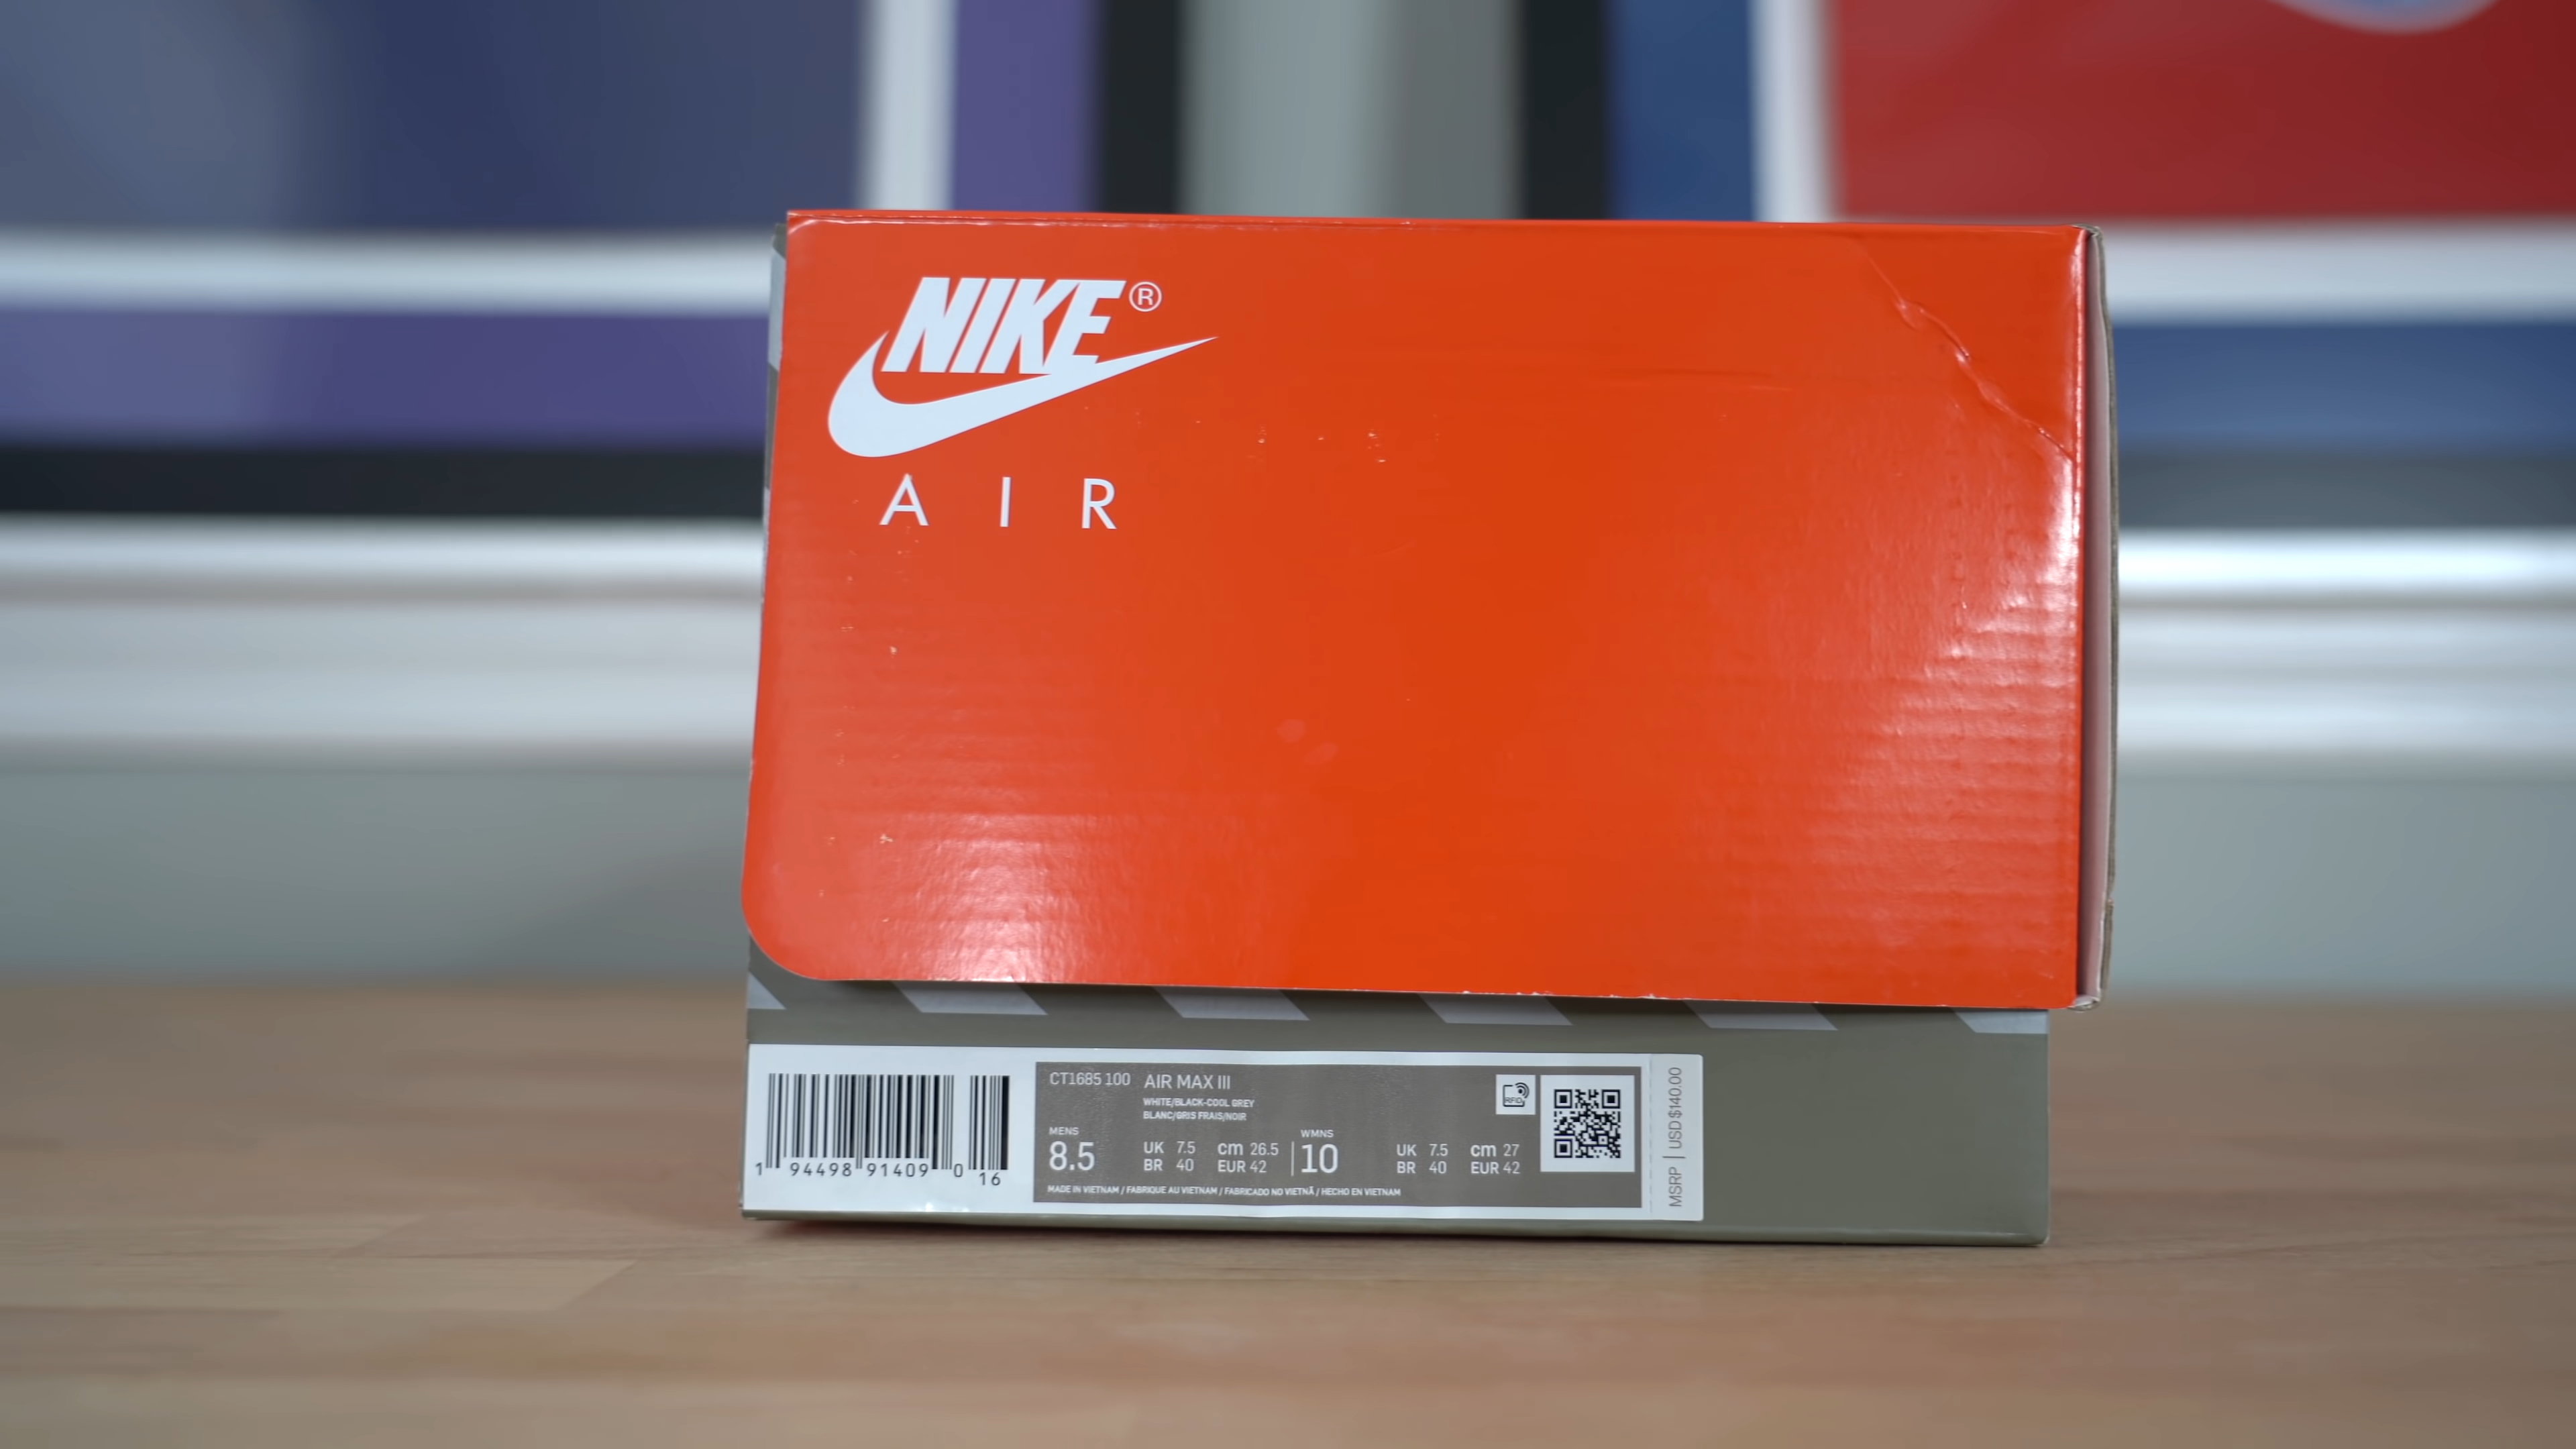 NIKE®
AIR
CT1685 100 AIR MAX III
WHITE/BLACK-COOL GREY
BLANC/GRIS FRAIS/NOIR
MENS
8.5
UK 7.5 cm 26.5
BR 40 EUR 42
WMNS
10
UK 7.5 cm 27
BR 40 EUR 42
MADE IN VIETNAM / FABRIQUE AU VIETNAM / FABRICADO NO VIETNÃ / HECHO EN VIETNAM
RFID
MSRP | USD $140.00
1 94498 91409 0 16